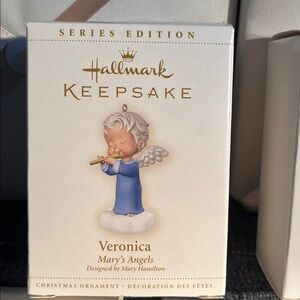 SERIES EDITION
Hallmark
KEEPSAKE
Veronica
Mary's Angels
Designed by Mary Hamilton
CHRISTMAS ORNAMENT • DÉCORATION DES FÊTES